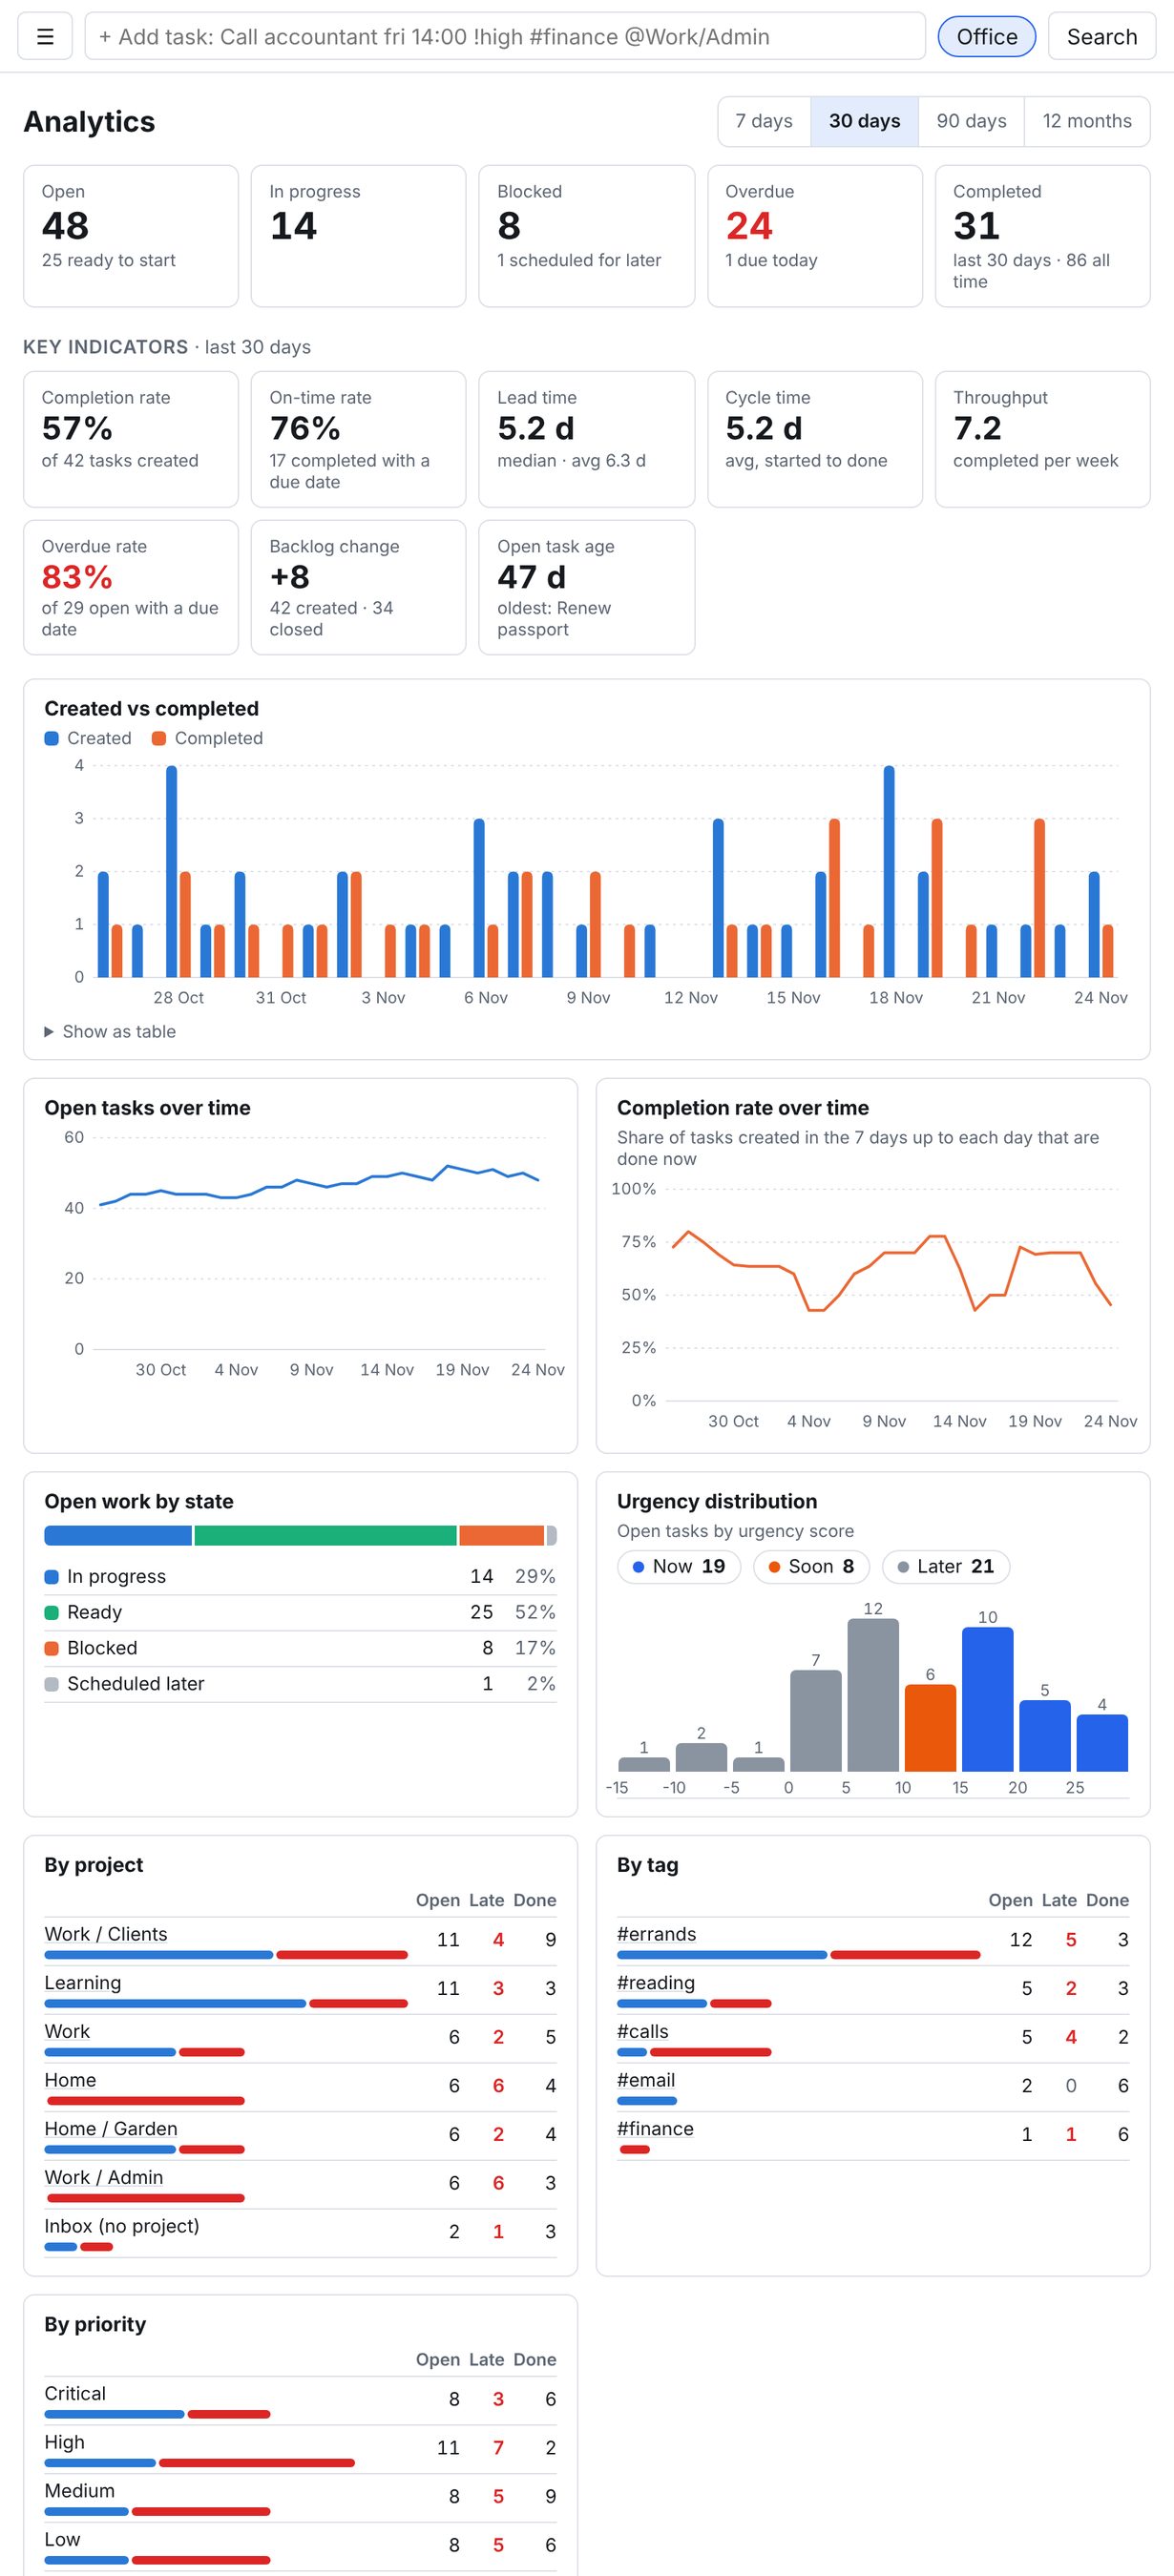 ☰
+ Add task: Call accountant fri 14:00 !high #finance @Work/Admin
Office
Search
Analytics
7 days
30 days
90 days
12 months
Open
48
25 ready to start
In progress
14
Blocked
8
1 scheduled for later
Overdue
24
1 due today
Completed
31
last 30 days · 86 all
time
KEY INDICATORS · last 30 days
Completion rate
57%
of 42 tasks created
On-time rate
76%
17 completed with a
due date
Lead time
5.2 d
median · avg 6.3 d
Cycle time
5.2 d
avg, started to done
Throughput
7.2
completed per week
Overdue rate
83%
of 29 open with a due
date
Backlog change
+8
42 created · 34
closed
Open task age
47 d
oldest: Renew
passport
Created vs completed
Created Completed
4
3
2
1
0
28 Oct 31 Oct 3 Nov 6 Nov 9 Nov 12 Nov 15 Nov 18 Nov 21 Nov 24 Nov
▶ Show as table
Open tasks over time
60
40
20
0
30 Oct 4 Nov 9 Nov 14 Nov 19 Nov 24 Nov
Completion rate over time
Share of tasks created in the 7 days up to each day that are
done now
100%
75%
50%
25%
0%
30 Oct 4 Nov 9 Nov 14 Nov 19 Nov 24 Nov
Open work by state
In progress 14 29%
Ready 25 52%
Blocked 8 17%
Scheduled later 1 2%
Urgency distribution
Open tasks by urgency score
Now 19 Soon 8 Later 21
1 2 1 7 12 6 10 5 4
-15 -10 -5 0 5 10 15 20 25
By project
Open Late Done
Work / Clients 11 4 9
Learning 11 3 3
Work 6 2 5
Home 6 6 4
Home / Garden 6 2 4
Work / Admin 6 6 3
Inbox (no project) 2 1 3
By tag
Open Late Done
#errands 12 5 3
#reading 5 2 3
#calls 5 4 2
#email 2 0 6
#finance 1 1 6
By priority
Open Late Done
Critical 8 3 6
High 11 7 2
Medium 8 5 9
Low 8 5 6